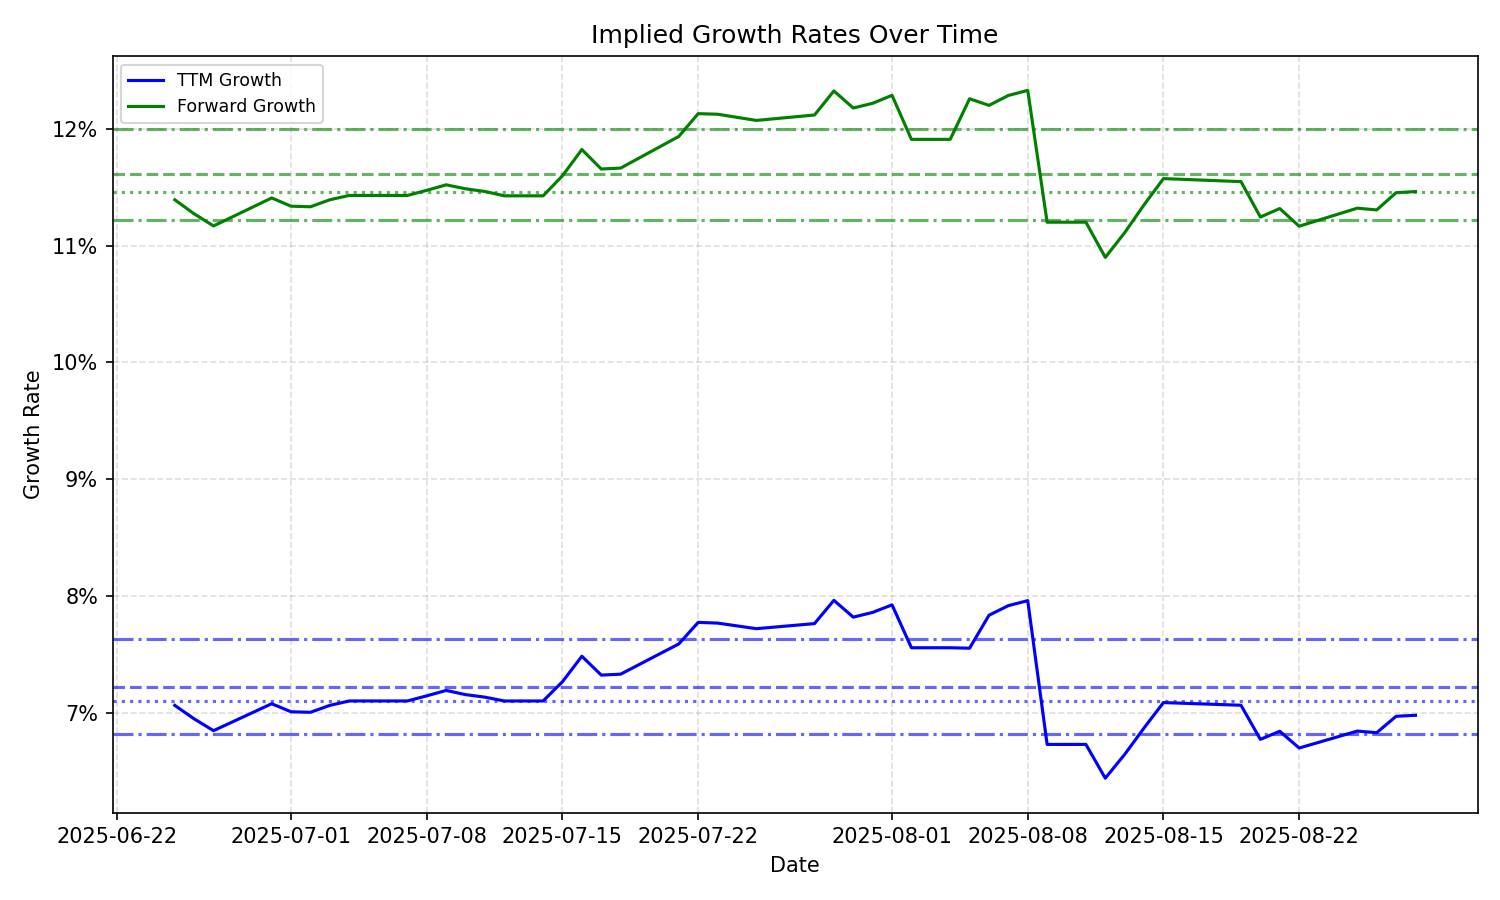 Implied Growth Rates Over Time
TTM Growth
Forward Growth
12%
11%
10%
9%
8%
7%
Growth Rate
2025-06-22 2025-07-01 2025-07-08 2025-07-15 2025-07-22 2025-08-01 2025-08-08 2025-08-15 2025-08-22
Date